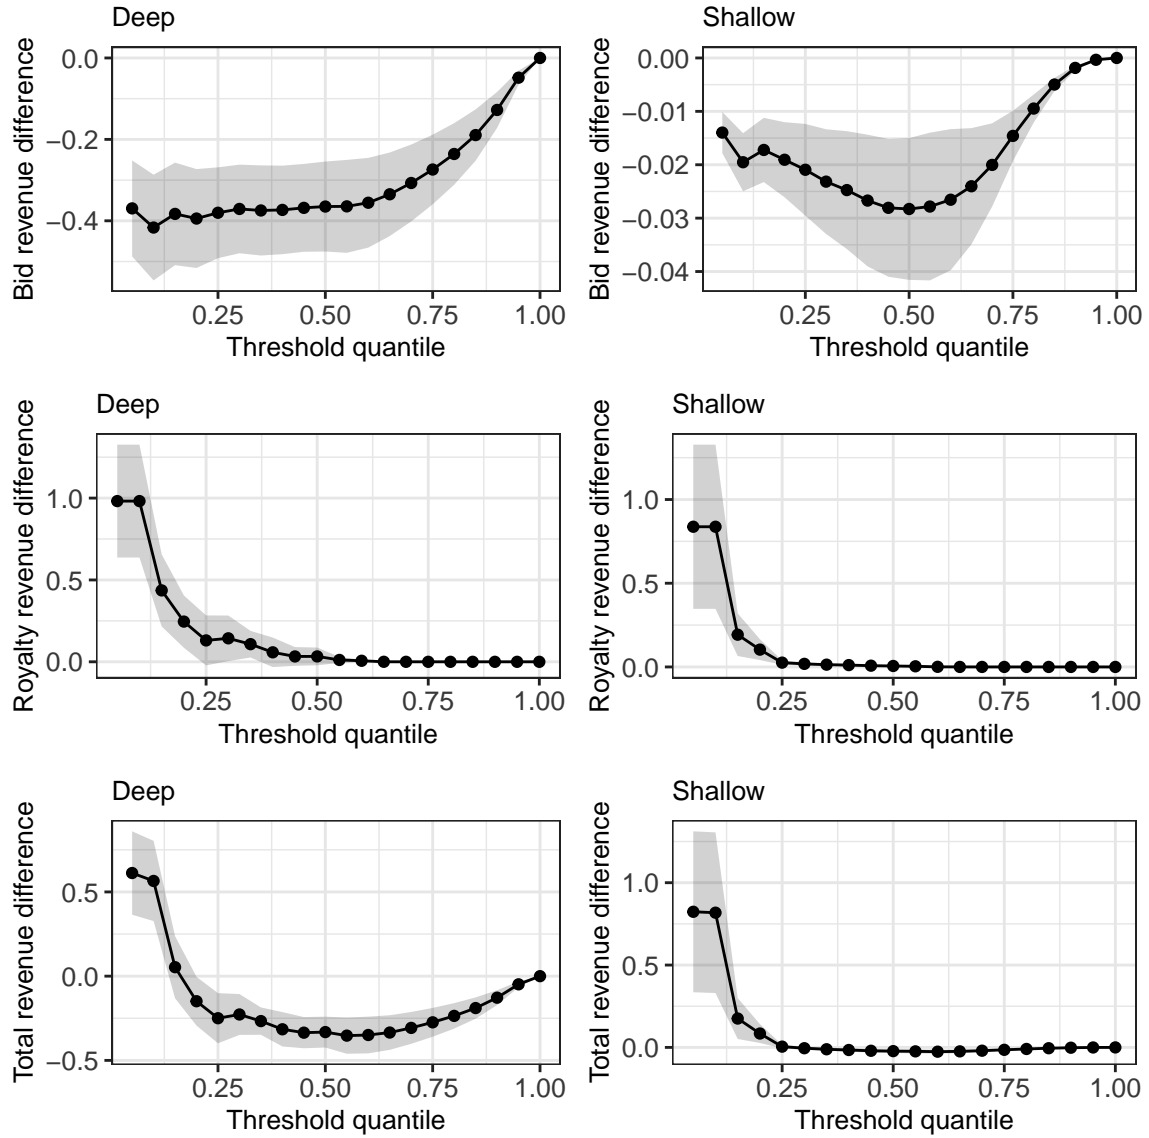 Deep
Bid revenue difference
0.0
−0.2
−0.4
0.25 0.50 0.75 1.00
Threshold quantile
Shallow
Bid revenue difference
0.00
−0.01
−0.02
−0.03
−0.04
0.25 0.50 0.75 1.00
Threshold quantile
Deep
Royalty revenue difference
1.0
0.5
0.0
0.25 0.50 0.75 1.00
Threshold quantile
Shallow
Royalty revenue difference
1.0
0.5
0.0
0.25 0.50 0.75 1.00
Threshold quantile
Deep
Total revenue difference
0.5
0.0
−0.5
0.25 0.50 0.75 1.00
Threshold quantile
Shallow
Total revenue difference
1.0
0.5
0.0
0.25 0.50 0.75 1.00
Threshold quantile